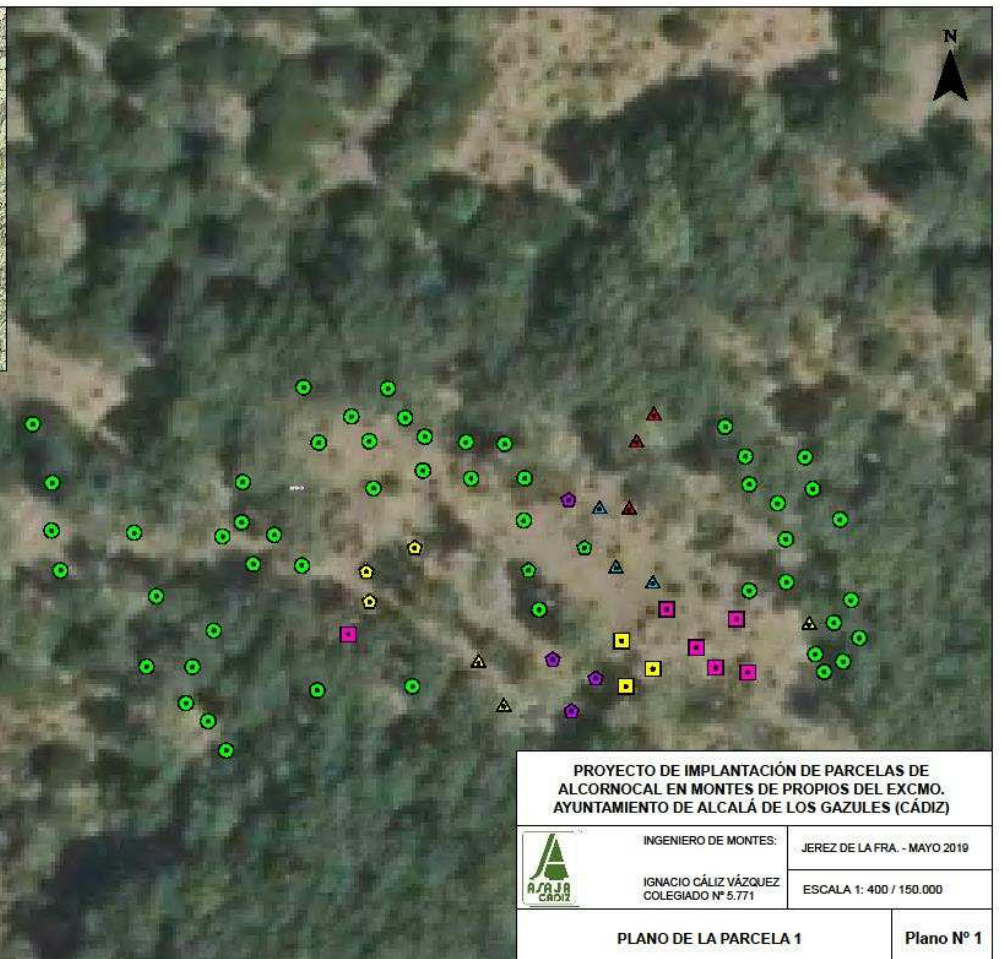 N
PROYECTO DE IMPLANTACIÓN DE PARCELAS DE
ALCORNOCAL EN MONTES DE PROPIOS DEL EXCMO.
AYUNTAMIENTO DE ALCALÁ DE LOS GAZULES (CÁDIZ)
ASAJA
CÁDIZ
INGENIERO DE MONTES:
IGNACIO CÁLIZ VÁZQUEZ
COLEGIADO Nº 5.771
JEREZ DE LA FRA. - MAYO 2019
ESCALA 1: 400 / 150.000
PLANO DE LA PARCELA 1
Plano Nº 1